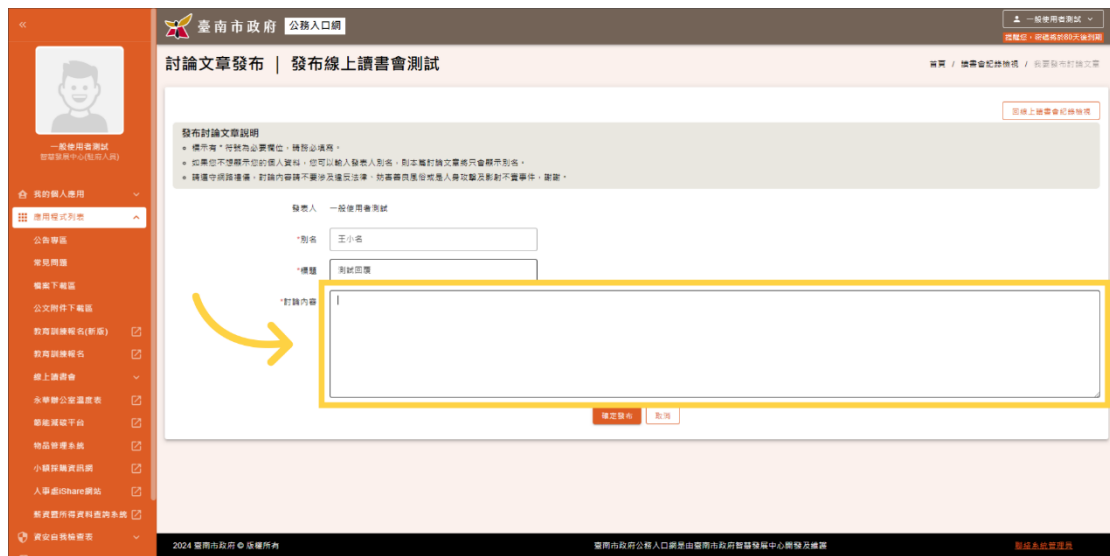 «
臺南市政府 公務入口網
一般使用者測試
提醒您，密碼將於80天後到期
討論文章發布 | 發布線上讀書會測試
首頁 / 讀書會記錄檢視 / 我要發布討論文章
回線上讀書會記錄檢視
發布討論文章說明
標示有 * 符號為必要欄位，請務必填寫。
如果您不想顯示您的個人資料，您可以輸入發表人別名，則本篇討論文章將只會顯示別名。
請遵守網路禮儀，討論內容請不要涉及違反法律、妨害善良風俗或是人身攻擊及影射不實事件，謝謝。
發表人 一般使用者測試
*別名 王小名
*標題 測試回覆
*討論內容
確定發布 取消
一般使用者測試
智慧發展中心(駐府人員)
我的個人應用
應用程式列表
公告專區
常見問題
檔案下載區
公文附件下載區
教育訓練報名(新版)
教育訓練報名
線上讀書會
永華辦公室溫度表
節能減碳平台
物品管理系統
小額採購資訊網
人事處iShare網站
薪資暨所得資料查詢系統
資安自我檢查表
2024 臺南市政府 © 版權所有
臺南市政府公務入口網是由臺南市政府智慧發展中心開發及維護
聯絡系統管理員